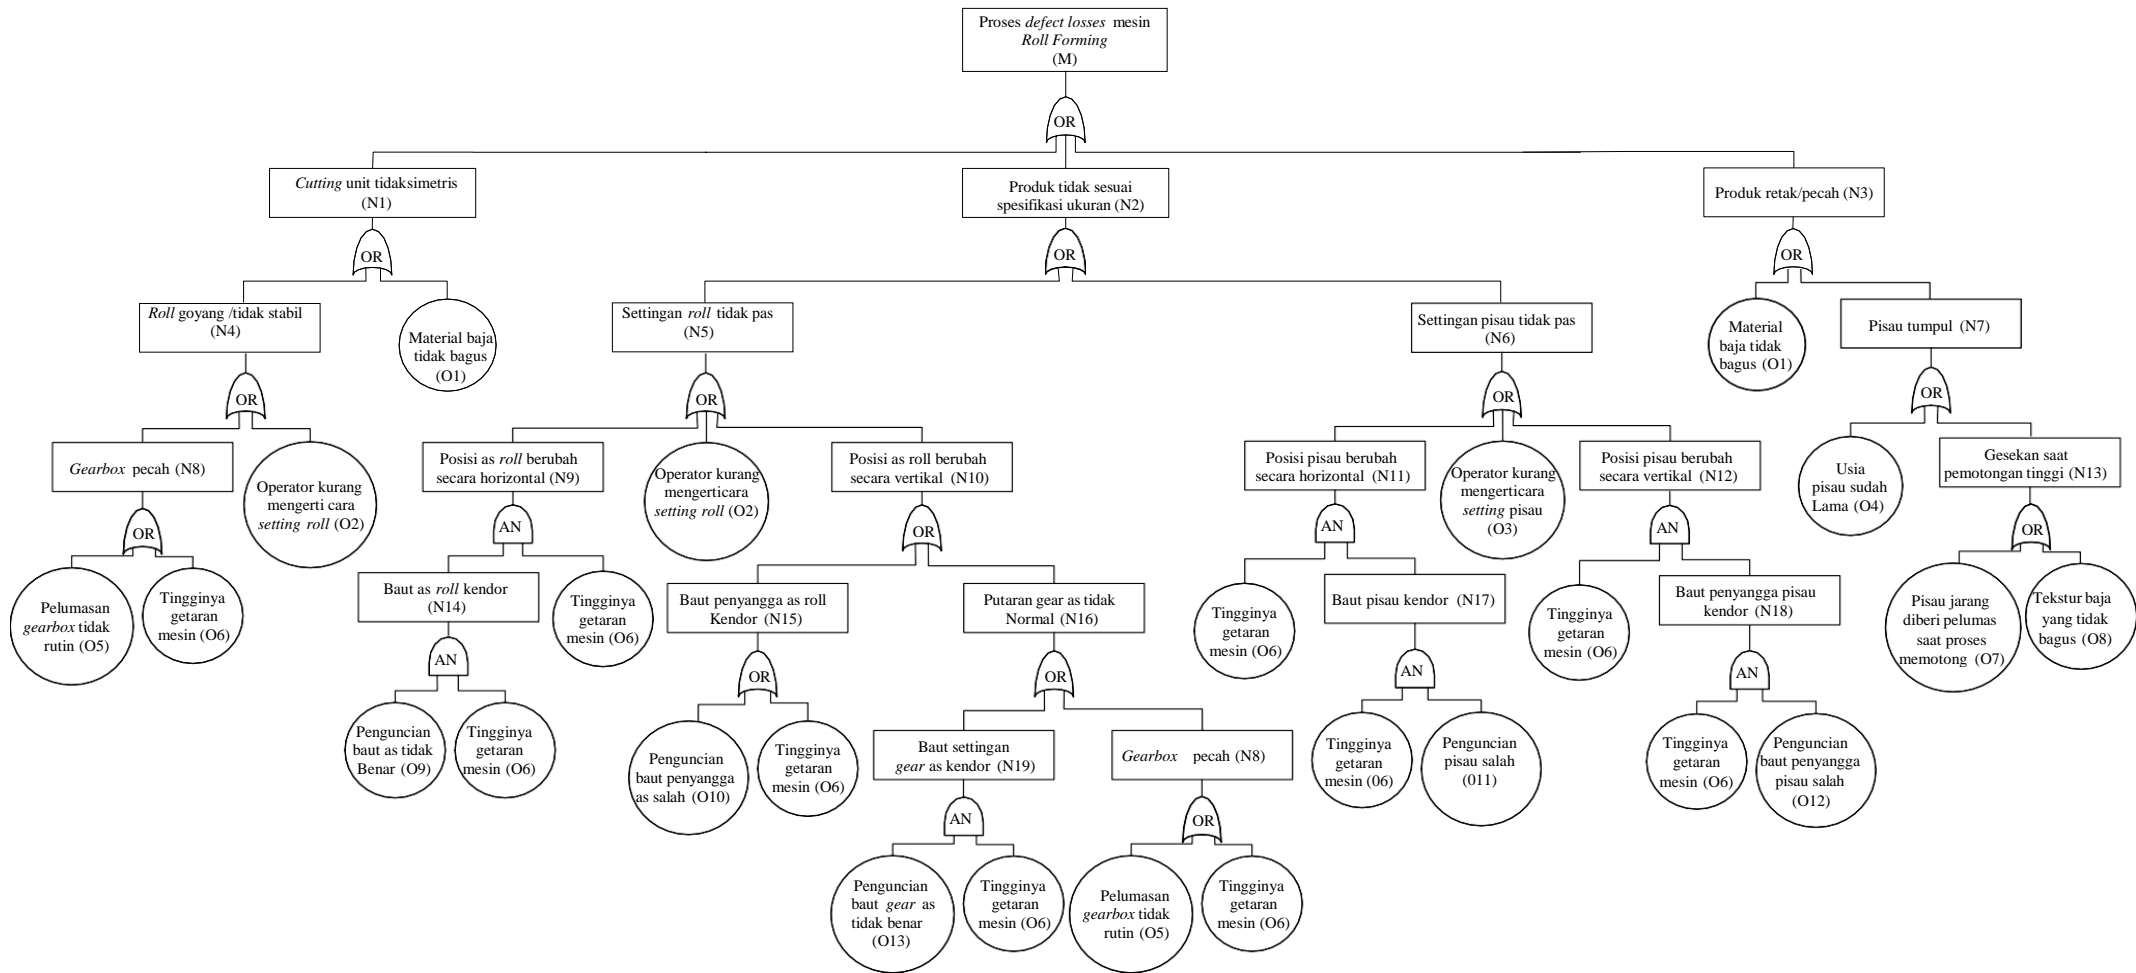 Proses defect losses mesin
Roll Forming
(M)
OR
Cutting unit tidaksimetris
(N1)
Produk tidak sesuai
spesifikasi ukuran (N2)
Produk retak/pecah (N3)
OR
OR
OR
Roll goyang /tidak stabil
(N4)
Material baja
tidak bagus
(O1)
Settingan roll tidak pas
(N5)
Settingan pisau tidak pas
(N6)
Material
baja tidak
bagus (O1)
Pisau tumpul (N7)
OR
OR
OR
OR
Gearbox pecah (N8)
Operator kurang
mengerti cara
setting roll (O2)
Posisi as roll berubah
secara horizontal (N9)
Operator kurang
mengerticara
setting roll (O2)
Posisi as roll berubah
secara vertikal (N10)
Posisi pisau berubah
secara horizontal (N11)
Operator kurang
mengerticara
setting pisau
(O3)
Posisi pisau berubah
secara vertikal (N12)
Usia
pisau sudah
Lama (O4)
Gesekan saat
pemotongan tinggi (N13)
OR
AN
OR
AN
AN
OR
Pelumasan
gearbox tidak
rutin (O5)
Tingginya
getaran
mesin (O6)
Baut as roll kendor
(N14)
Tingginya
getaran
mesin (O6)
Baut penyangga as roll
Kendor (N15)
Putaran gear as tidak
Normal (N16)
Tingginya
getaran
mesin (O6)
Baut pisau kendor (N17)
Tingginya
getaran
mesin (O6)
Baut penyangga pisau
kendor (N18)
Pisau jarang
diberi pelumas
saat proses
memotong (O7)
Tekstur baja
yang tidak
bagus (O8)
AN
OR
OR
AN
AN
Penguncian
baut as tidak
Benar (O9)
Tingginya
getaran
mesin (O6)
Penguncian
baut penyangga
as salah (O10)
Tingginya
getaran
mesin (O6)
Baut settingan
gear as kendor (N19)
Gearbox pecah (N8)
Tingginya
getaran
mesin (06)
Penguncian
pisau salah
(011)
Tingginya
getaran
mesin (O6)
Penguncian
baut penyangga
pisau salah
(O12)
AN
OR
Penguncian
baut gear as
tidak benar
(O13)
Tingginya
getaran
mesin (O6)
Pelumasan
gearbox tidak
rutin (O5)
Tingginya
getaran
mesin (O6)